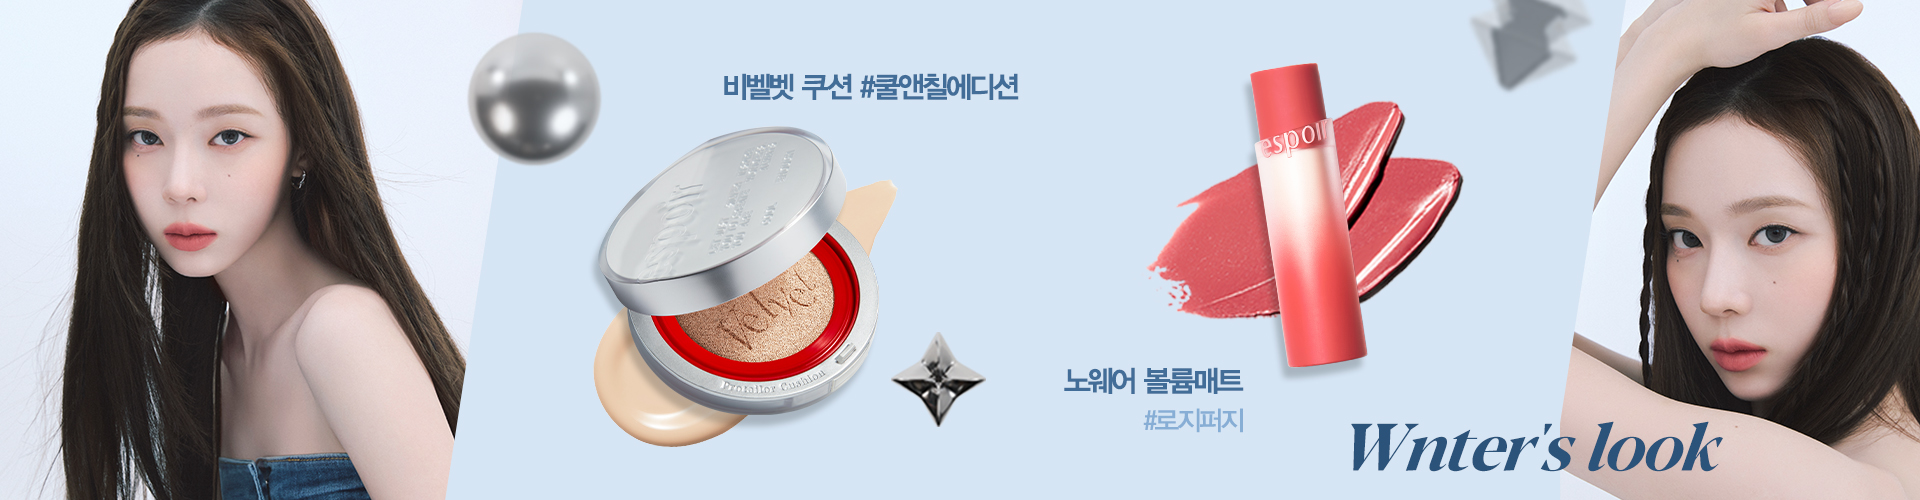 비벨벳 쿠션 #쿨앤칠에디션
Velvet
Protailor Cushion
espoir
노웨어 볼륨매트
#로지퍼지
Wnter's look